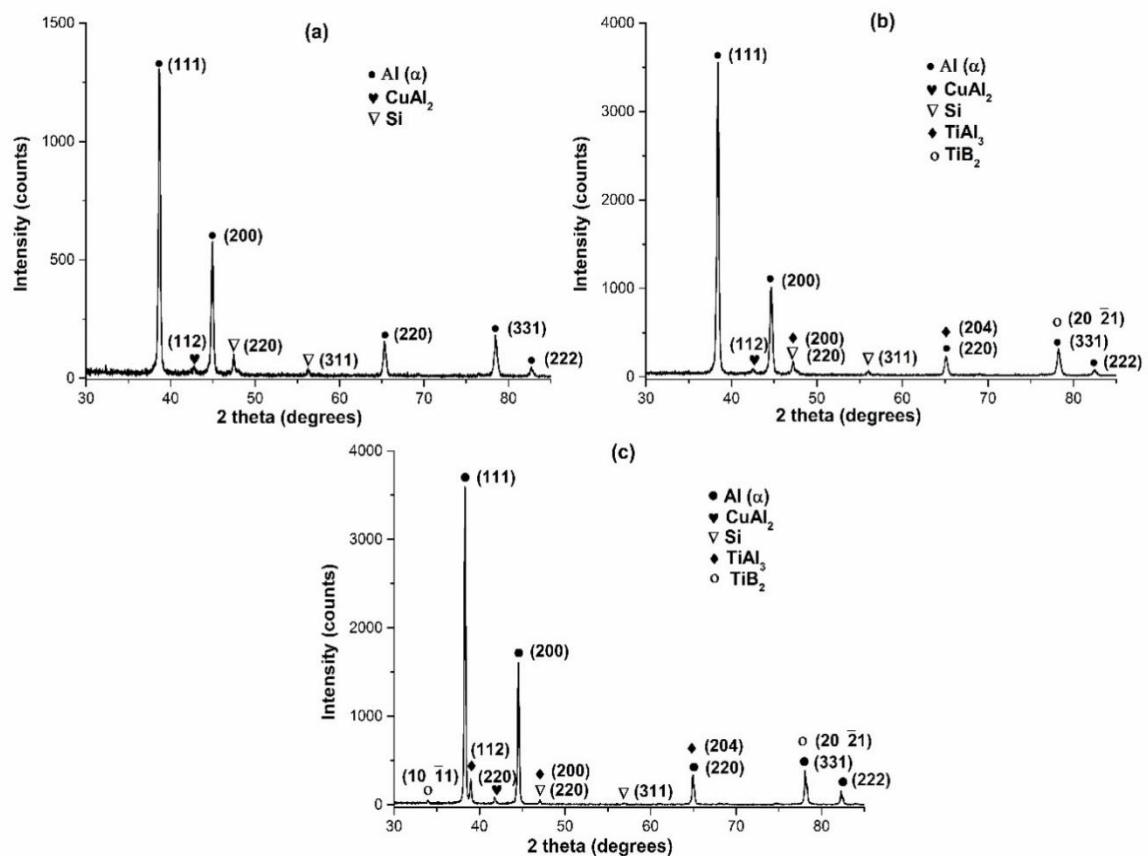 (a)
● Al (α)
♥ CuAl₂
▽ Si
Intensity (counts)
1500
1000
500
0
(111)
(200)
(112)
(220)
(311)
(220)
(331)
(222)
30 40 50 60 70 80
2 theta (degrees)
(b)
● Al (α)
♥ CuAl₂
▽ Si
♦ TiAl₃
o TiB₂
Intensity (counts)
4000
3000
2000
1000
0
(111)
(200)
(112)
(200)
(220)
(311)
(204)
(220)
(20 2̅1)
(331)
(222)
30 40 50 60 70 80
2 theta (degrees)
(c)
● Al (α)
♥ CuAl₂
▽ Si
♦ TiAl₃
o TiB₂
Intensity (counts)
4000
3000
2000
1000
0
(10 1̅1)
(111)
(112)
(220)
(200)
(200)
(220)
(311)
(204)
(220)
(20 2̅1)
(331)
(222)
30 40 50 60 70 80
2 theta (degrees)